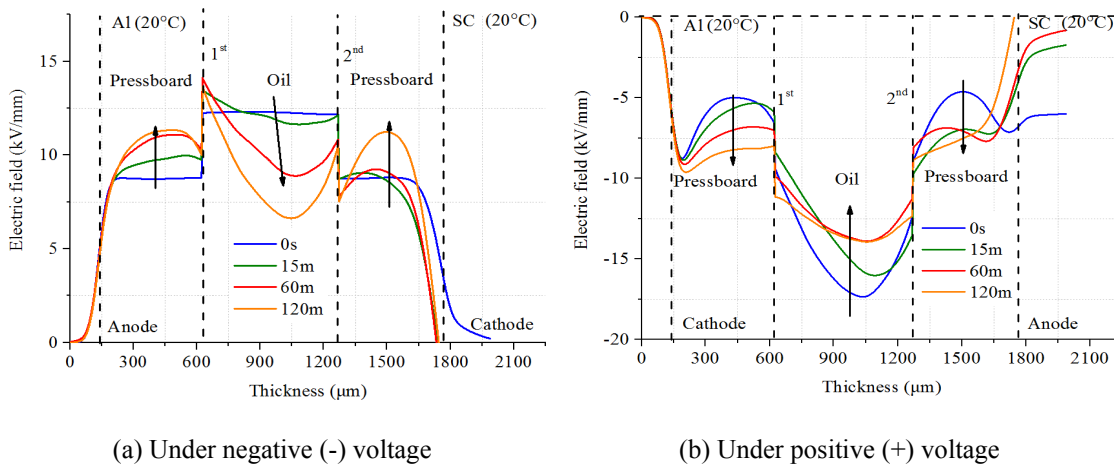 Al (20°C)
SC (20°C)
1st
2nd
Pressboard
Oil
Pressboard
15
10
5
0
Electric field (kV/mm)
0s
15m
60m
120m
Anode
Cathode
0 300 600 900 1200 1500 1800 2100
Thickness (μm)
(a) Under negative (-) voltage
0
-5
-10
-15
-20
Electric field (kV/mm)
Al (20°C)
SC (20°C)
1st
2nd
Pressboard
Oil
Pressboard
0s
15m
60m
120m
Cathode
Anode
0 300 600 900 1200 1500 1800 2100
Thickness (μm)
(b) Under positive (+) voltage